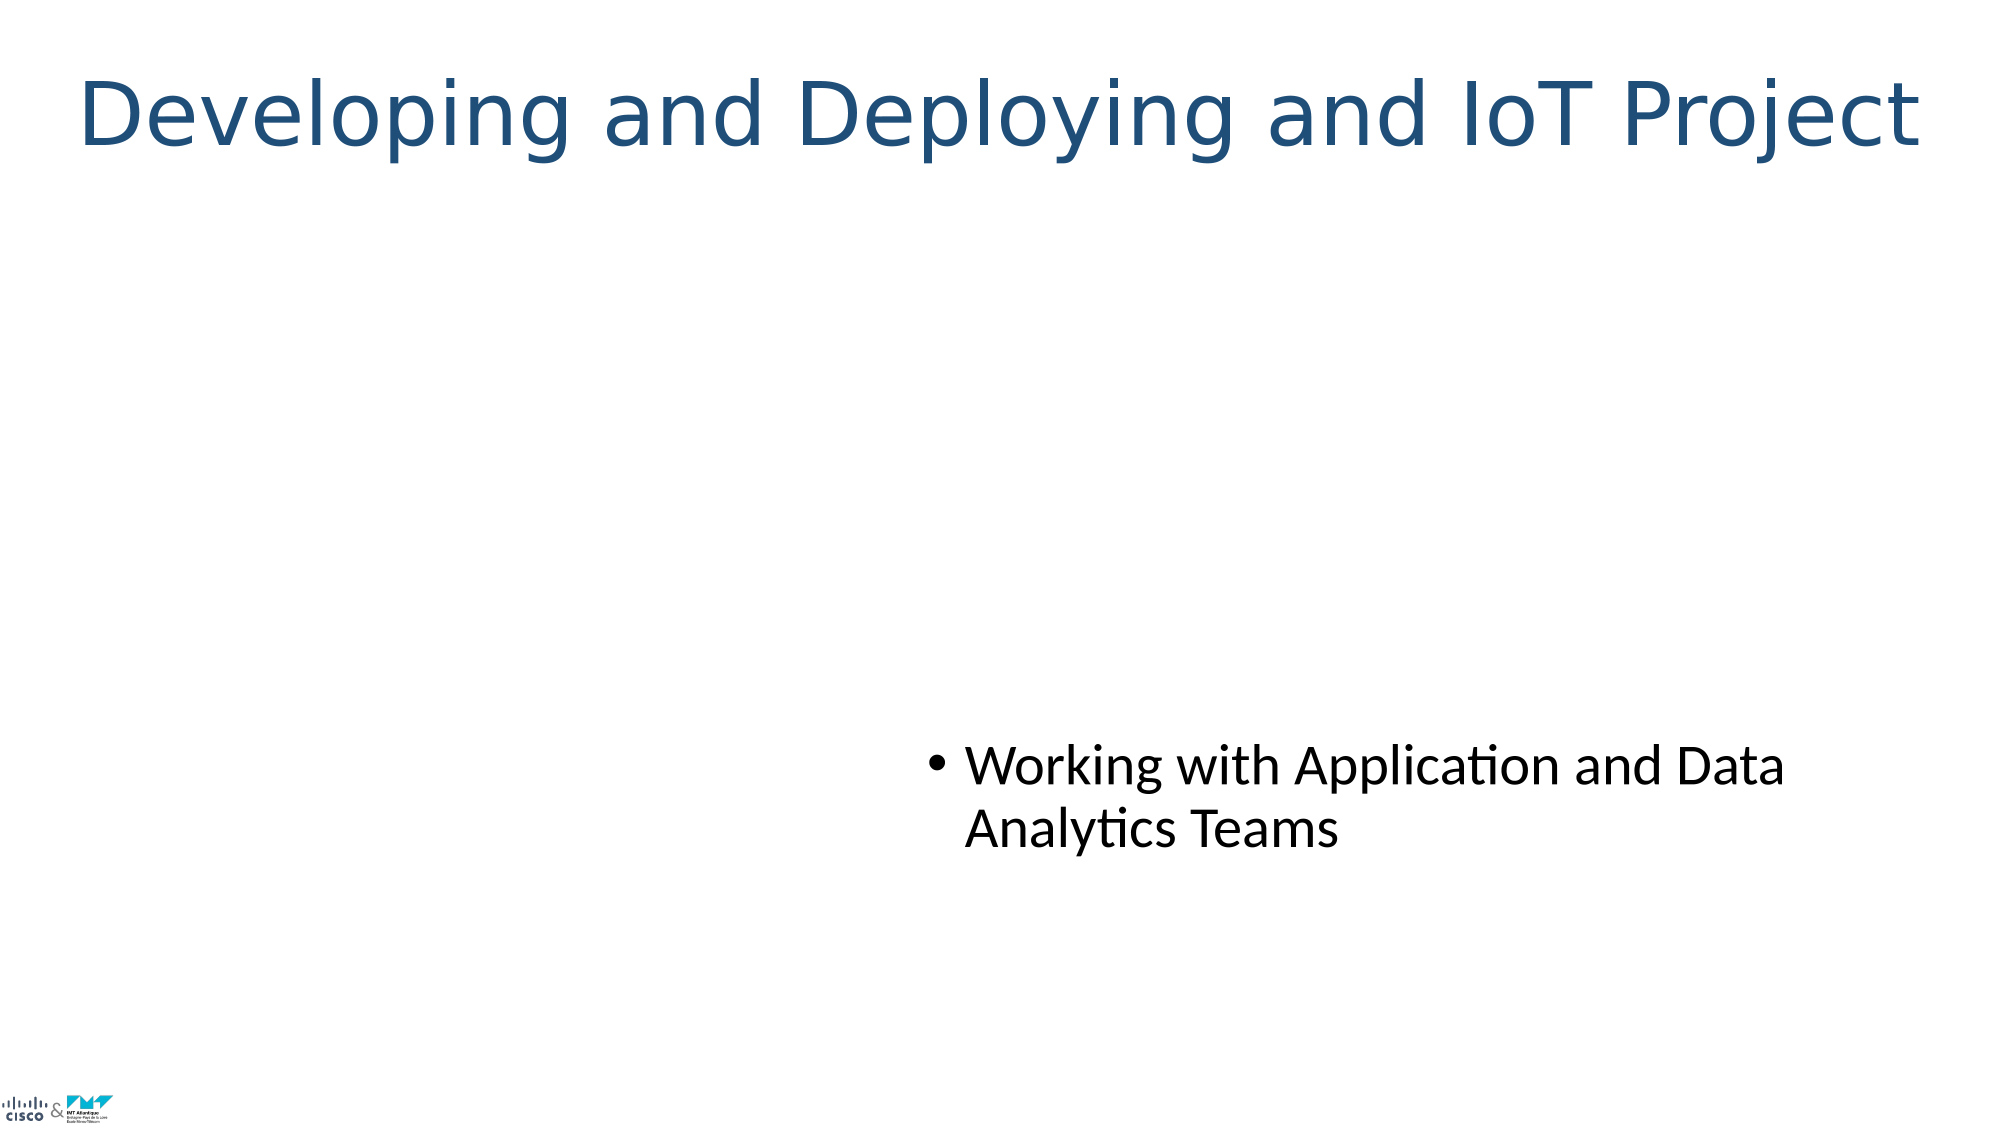 Developing and Deploying and IoT Project
• Working with Application and Data
Analytics Teams
CISCO & IMT Atlantique
Bretagne-Pays de la Loire
École Mines-Télécom